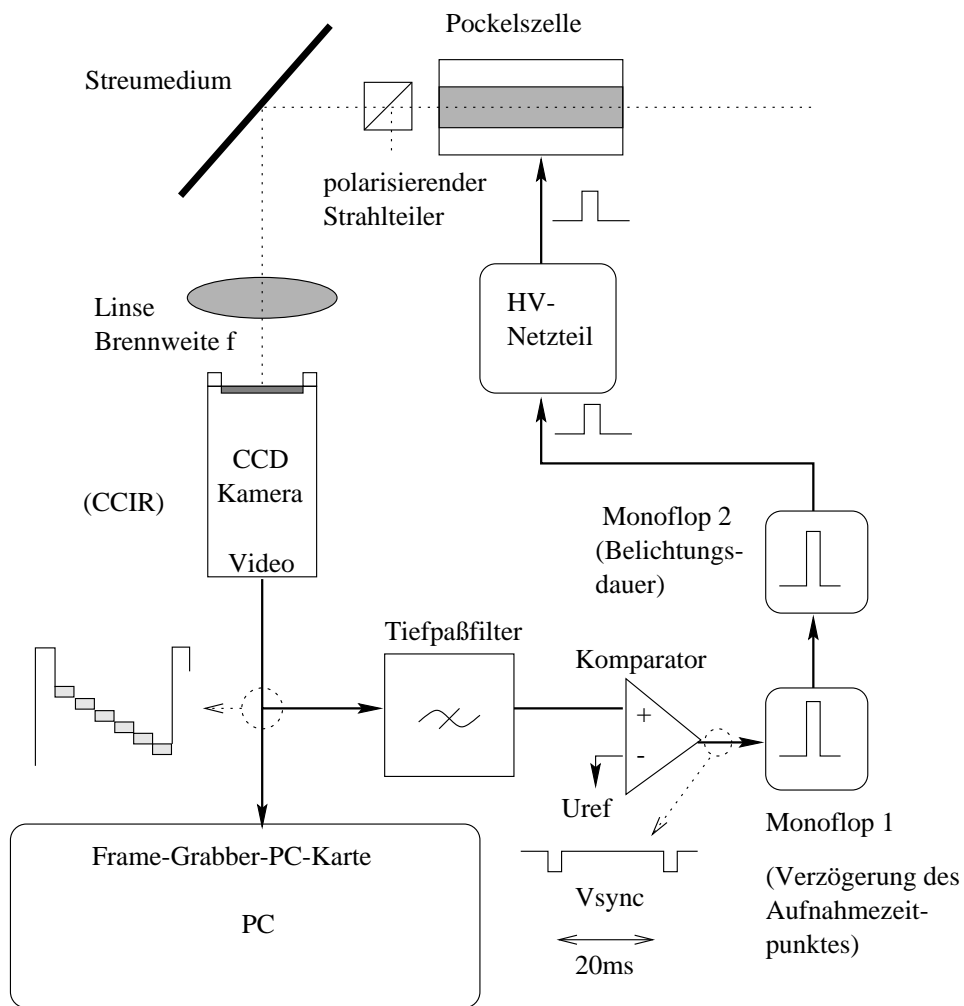 Pockelszelle
Streumedium
polarisierender
Strahlteiler
Linse
Brennweite f
HV-
Netzteil
CCD
Kamera
(CCIR)
Video
Monoflop 2
(Belichtungs-
dauer)
Tiefpaßfilter
Komparator
+
-
Uref
Monoflop 1
(Verzögerung des
Aufnahmezeit-
punktes)
Vsync
20ms
Frame-Grabber-PC-Karte
PC